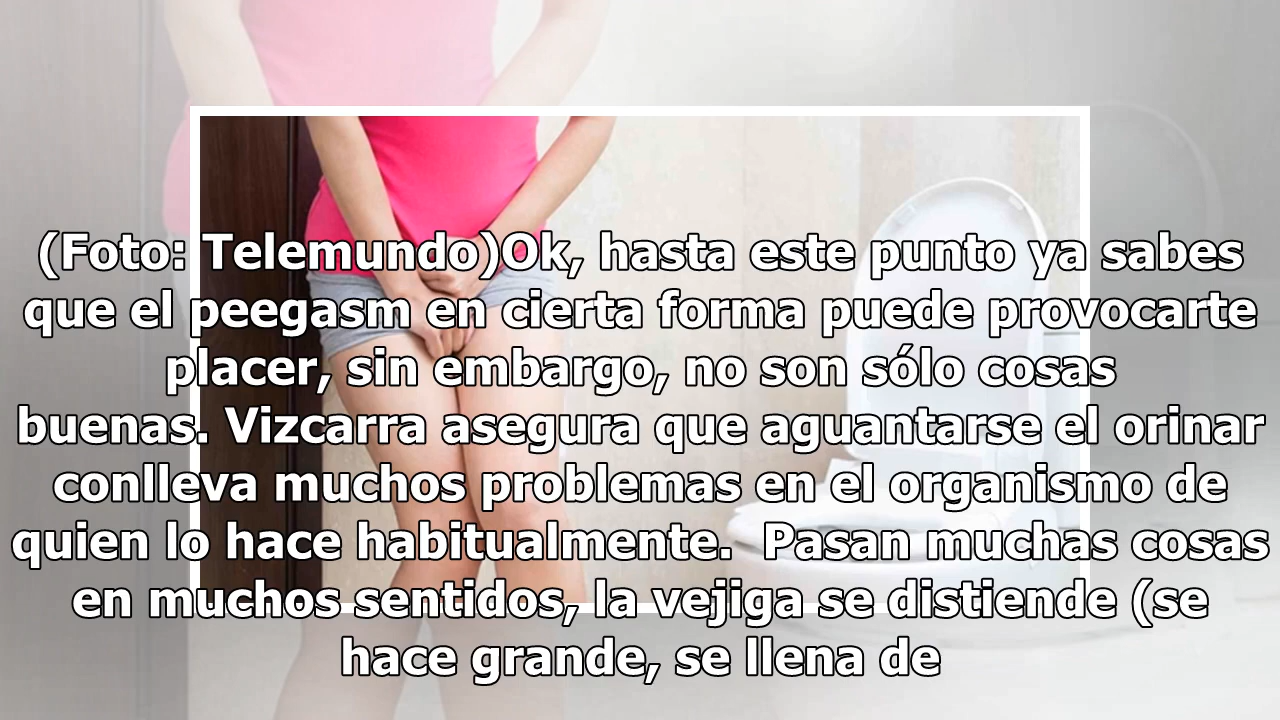 (Foto: Telemundo)Ok, hasta este punto ya sabes
que el peegasm en cierta forma puede provocarte
placer, sin embargo, no son sólo cosas
buenas. Vizcarra asegura que aguantarse el orinar
conlleva muchos problemas en el organismo de
quien lo hace habitualmente.  Pasan muchas cosas
en muchos sentidos, la vejiga se distiende (se
hace grande, se llena de